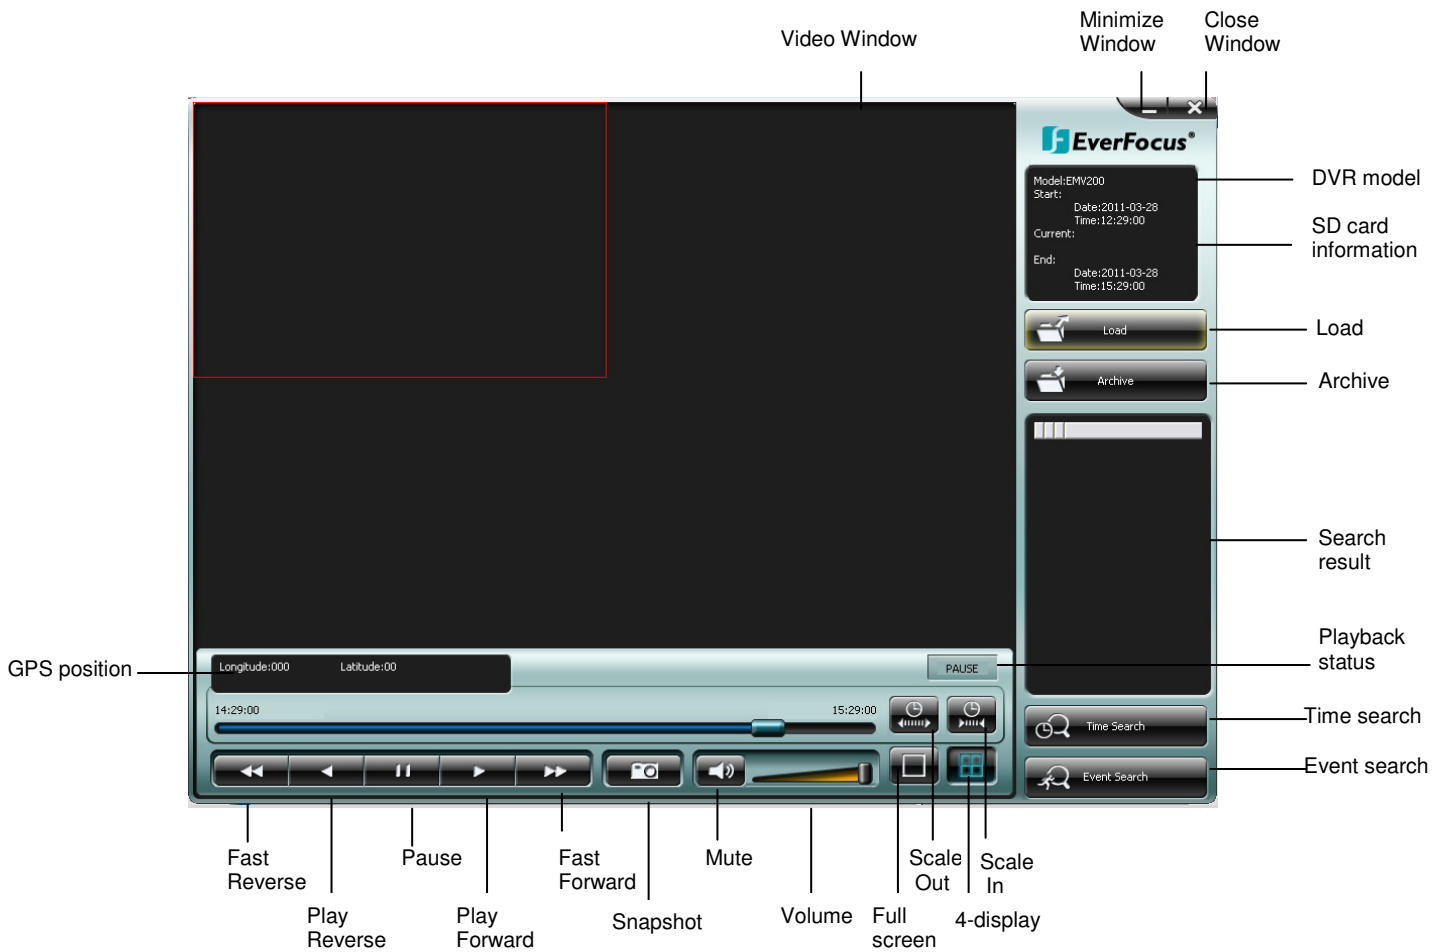 Video Window
Minimize
Window
Close
Window
EverFocus®
Model:EMV200
Start:
Date:2011-03-28
Time:12:29:00
Current:
End:
Date:2011-03-28
Time:15:29:00
DVR model
SD card
information
Load
Load
Archive
Archive
Search
result
Playback
status
GPS position
Longitude:000 Latitude:00
PAUSE
14:29:00 15:29:00
Time Search
Time search
Event Search
Event search
Fast
Reverse
Pause
Fast
Forward
Mute
Scale
Out
Scale
In
Play
Reverse
Play
Forward
Snapshot
Volume
Full
screen
4-display